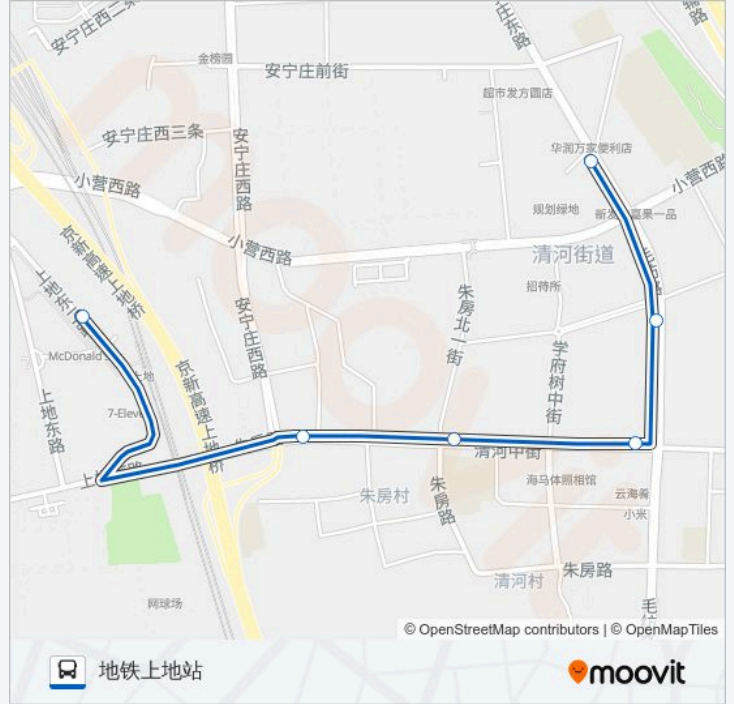 安宁庄西二条
庄东路
辅路
金榜园
安宁庄前街
超市发方圆店
安宁庄西三条
安宁庄西路
华润万家便利店
小营西路
小营西路
规划绿地
京新高速上地桥
小营西路
清河街道
招待所
上地东
朱房北一街
安宁庄西路
学府树中街
McDonald'
京新高速上地桥
7-Eleve
上地东路
清河中街
海马体照相馆
朱房村
朱房路
云海肴
小米
清河村
朱房路
网球场
© OpenStreetMap contributors | © OpenMapTiles
地铁上地站
moovit